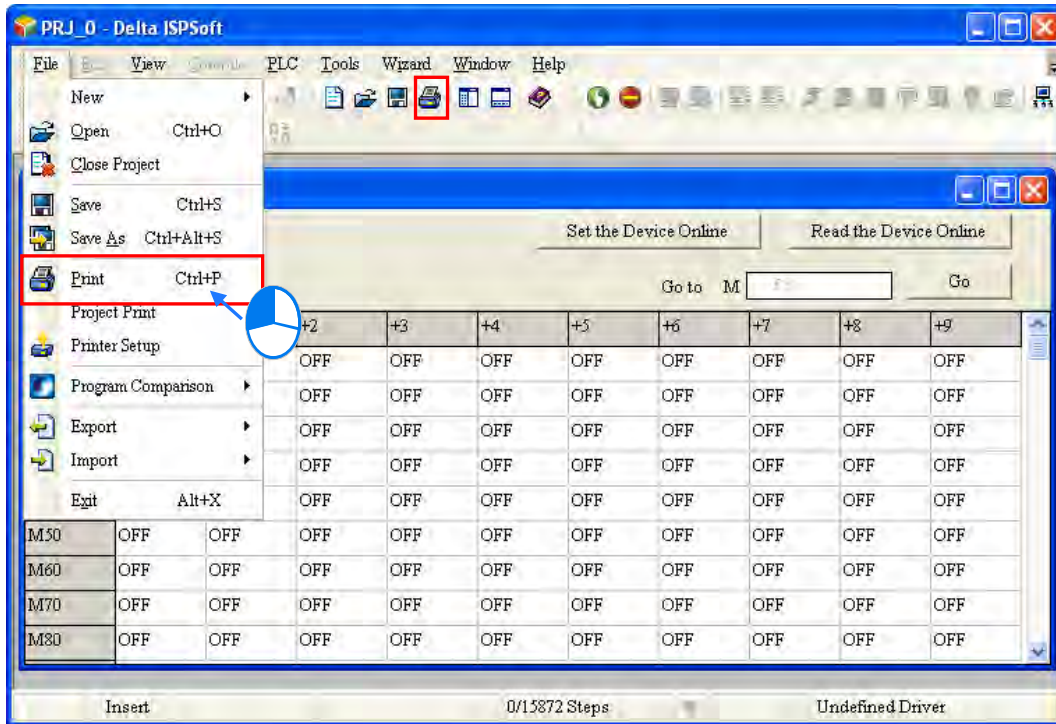 PRJ_0 - Delta ISPSoft
File View PLC Tools Wizard Window Help
New
Open Ctrl+O
Close Project
Save Ctrl+S
Save As Ctrl+Alt+S
Print Ctrl+P
Project Print
Printer Setup
Program Comparison
Export
Import
Exit Alt+X
Set the Device Online Read the Device Online
Go to M Go
+2 +3 +4 +5 +6 +7 +8 +9
OFF OFF OFF OFF OFF OFF OFF OFF
OFF OFF OFF OFF OFF OFF OFF OFF
OFF OFF OFF OFF OFF OFF OFF OFF
OFF OFF OFF OFF OFF OFF OFF OFF
OFF OFF OFF OFF OFF OFF OFF OFF
M50 OFF OFF OFF OFF OFF OFF OFF OFF OFF OFF
M60 OFF OFF OFF OFF OFF OFF OFF OFF OFF OFF
M70 OFF OFF OFF OFF OFF OFF OFF OFF OFF OFF
M80 OFF OFF OFF OFF OFF OFF OFF OFF OFF OFF
Insert 0/15872 Steps Undefined Driver